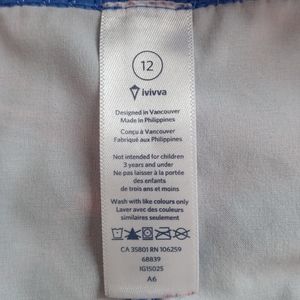 12
ivivva
Designed in Vancouver
Made in Philippines
Conçu à Vancouver
Fabriqué aux Philippines
Not intended for children
3 years and under
Ne pas laisser à la portée
des enfants
de trois ans et moins
Wash with like colours only
Laver avec des couleurs
similaires seulement
CA 35801 RN 106259
68839
IG15025
A6